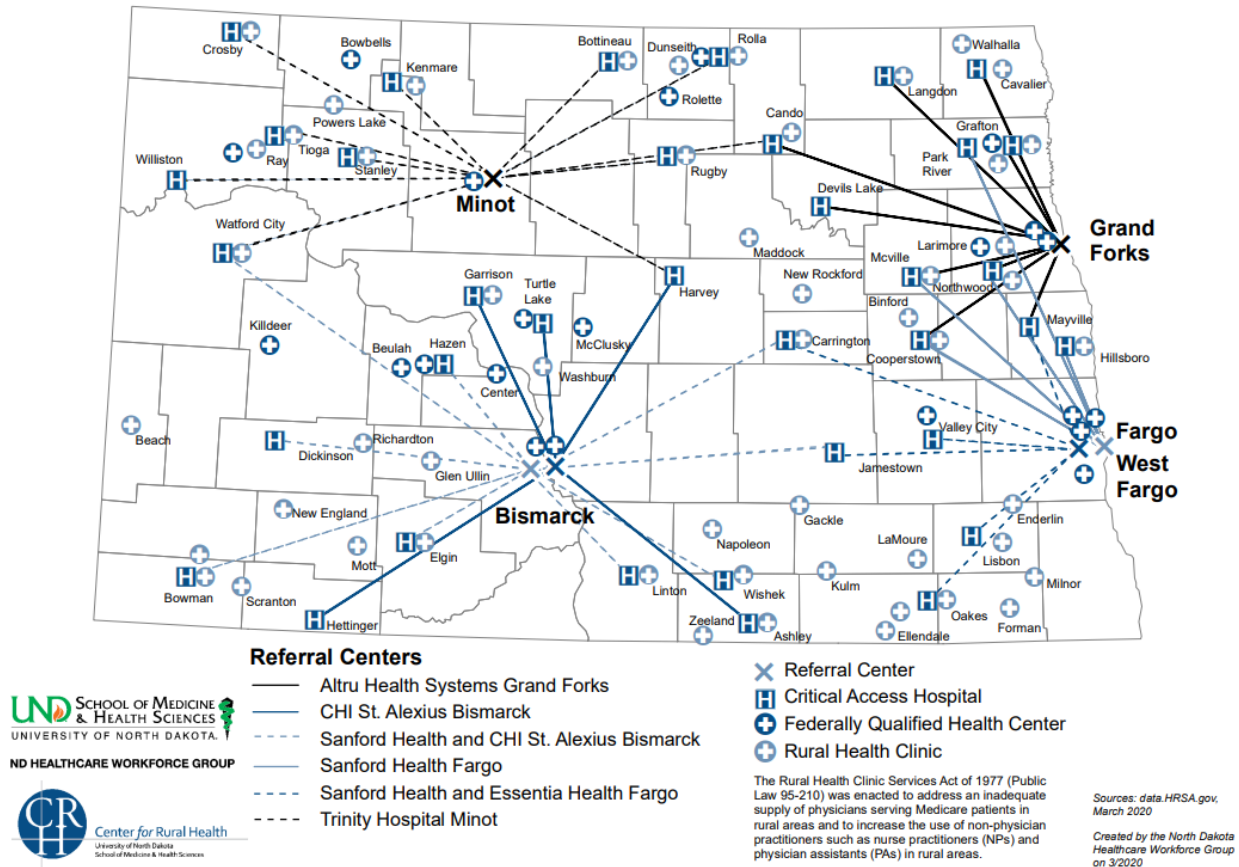 Crosby
Bowbells
Kenmare
Bottineau
Dunseith
Rolla
Walhalla
Langdon
Cavalier
Powers Lake
Rolette
Cando
Grafton
Park
River
Williston
Ray
Tioga
Stanley
Rugby
Minot
Devils Lake
Watford City
Maddock
Larimore
Grand
Forks
Mcville
Northwood
Garrison
Turtle
Lake
Harvey
New Rockford
Binford
Killdeer
McClusky
Mayville
Beulah
Hazen
Carrington
Cooperstown
Hillsboro
Center
Washburn
Beach
Dickinson
Richardton
Glen Ullin
Valley City
Jamestown
Fargo
West
Fargo
Bismarck
New England
Gackle
Enderlin
Mott
Elgin
Napoleon
LaMoure
Lisbon
Bowman
Scranton
Linton
Wishek
Kulm
Milnor
Hettinger
Zeeland
Ashley
Ellendale
Oakes
Forman
Referral Centers
Altru Health Systems Grand Forks
CHI St. Alexius Bismarck
Sanford Health and CHI St. Alexius Bismarck
Sanford Health Fargo
Sanford Health and Essentia Health Fargo
Trinity Hospital Minot
Referral Center
H Critical Access Hospital
Federally Qualified Health Center
Rural Health Clinic
The Rural Health Clinic Services Act of 1977 (Public
Law 95-210) was enacted to address an inadequate
supply of physicians serving Medicare patients in
rural areas and to increase the use of non-physician
practitioners such as nurse practitioners (NPs) and
physician assistants (PAs) in rural areas.
Sources: data.HRSA.gov,
March 2020
Created by the North Dakota
Healthcare Workforce Group
on 3/2020
UND SCHOOL OF MEDICINE
& HEALTH SCIENCES
UNIVERSITY OF NORTH DAKOTA.
ND HEALTHCARE WORKFORCE GROUP
CRH
Center for Rural Health
University of North Dakota
School of Medicine & Health Sciences